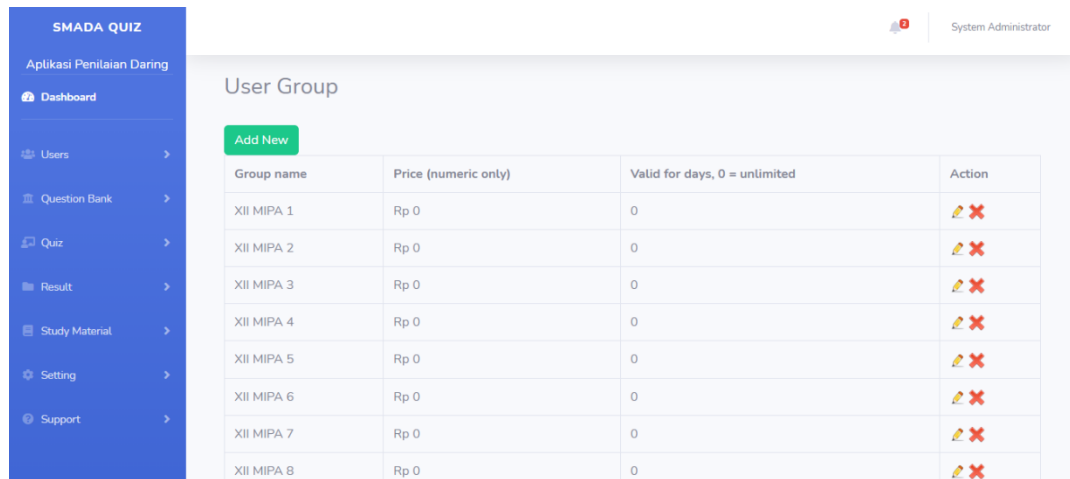 SMADA QUIZ
2
System Administrator
Aplikasi Penilaian Daring
Dashboard
Users
Question Bank
Quiz
Result
Study Material
Setting
Support
User Group
Add New
Group name Price (numeric only) Valid for days, 0 = unlimited Action
XII MIPA 1 Rp 0 0
XII MIPA 2 Rp 0 0
XII MIPA 3 Rp 0 0
XII MIPA 4 Rp 0 0
XII MIPA 5 Rp 0 0
XII MIPA 6 Rp 0 0
XII MIPA 7 Rp 0 0
XII MIPA 8 Rp 0 0